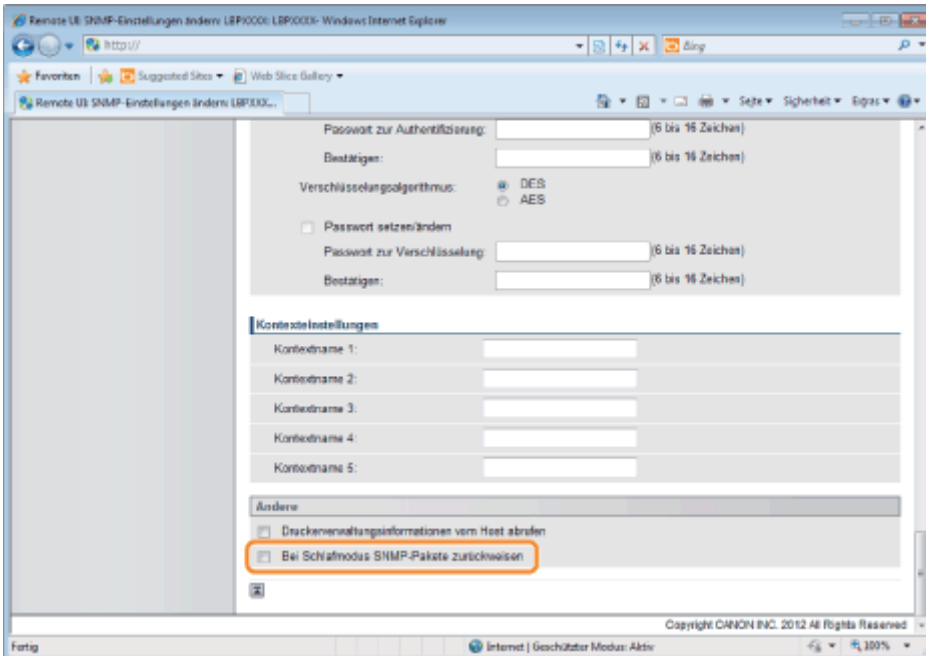 Remote UI: SNMP-Einstellungen ändern: LBPXXXX: LBPXXXX- Windows Internet Explorer
http://
Bing
Favoriten Suggested Sites Web Slice Gallery
Remote UI: SNMP-Einstellungen ändern: LBPXXX...
Seite Sicherheit Extras
Passwort zur Authentifizierung: (6 bis 16 Zeichen)
Bestätigen: (6 bis 16 Zeichen)
Verschlüsselungsalgorithmus: DES
AES
Passwort setzen/ändern
Passwort zur Verschlüsselung: (6 bis 16 Zeichen)
Bestätigen: (6 bis 16 Zeichen)
Kontexteinstellungen
Kontextname 1:
Kontextname 2:
Kontextname 3:
Kontextname 4:
Kontextname 5:
Andere
Druckerverwaltungsinformationen vom Host abrufen
Bei Schlafmodus SNMP-Pakete zurückweisen
Copyright CANON INC. 2012 All Rights Reserved
Fertig Internet | Geschützter Modus: Aktiv 100%